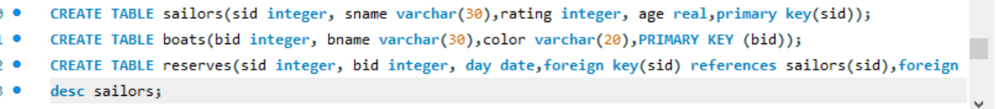 CREATE TABLE sailors(sid integer, sname varchar(30),rating integer, age real,primary key(sid));
CREATE TABLE boats(bid integer, bname varchar(30),color varchar(20),PRIMARY KEY (bid));
CREATE TABLE reserves(sid integer, bid integer, day date,foreign key(sid) references sailors(sid),foreign
desc sailors;